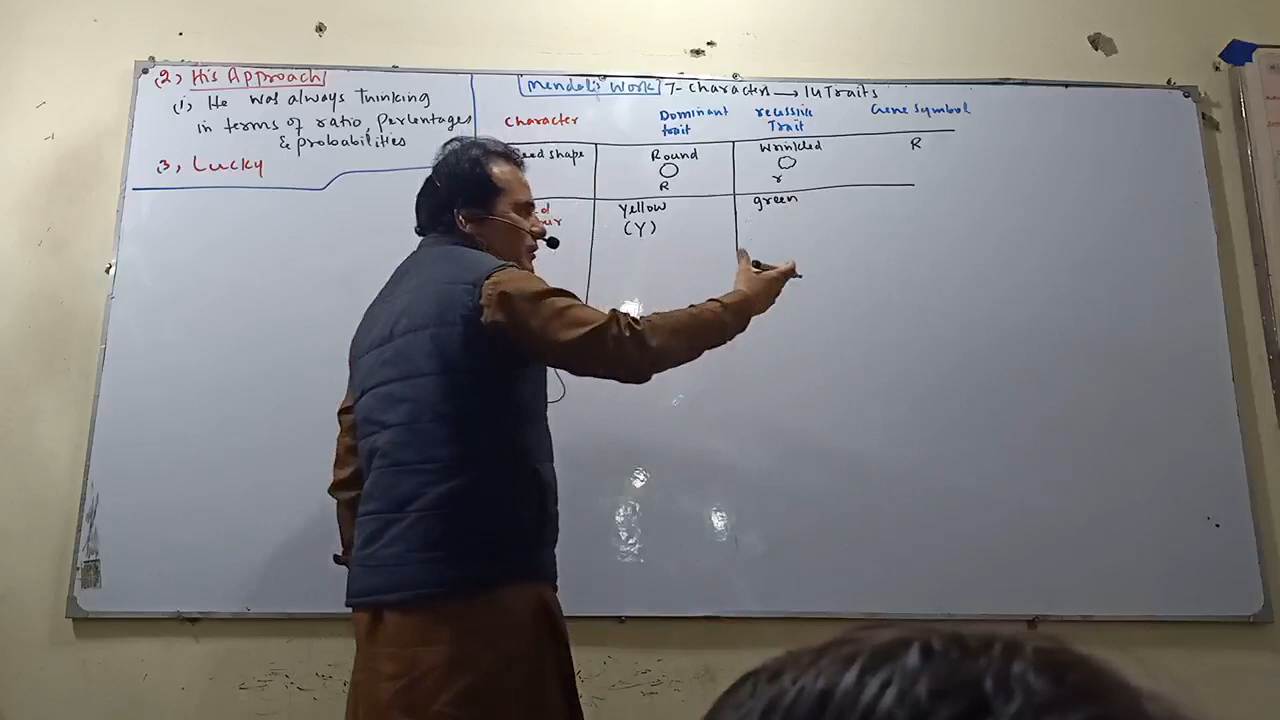 2) His Approach
(i) He was always Thinking
in terms of ratio, Percentages
& probabilities
3) Lucky
Mendel's Work 7- characters → 14 Traits
Character Dominant trait recessive Trait Gene Symbol
Seed shape Round R Wrinkled r R
yellow (Y) green